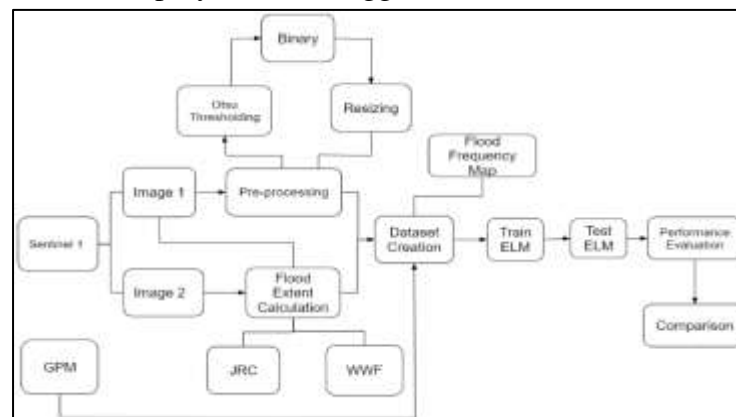 Binary
Otsu
Thresholding
Resizing
Flood
Frequency
Map
Image 1
Pre-processing
Sentinel 1
Dataset
Creation
Train
ELM
Test
ELM
Performance
Evaluation
Image 2
Flood
Extent
Calculation
Comparison
GPM
JRC
WWF